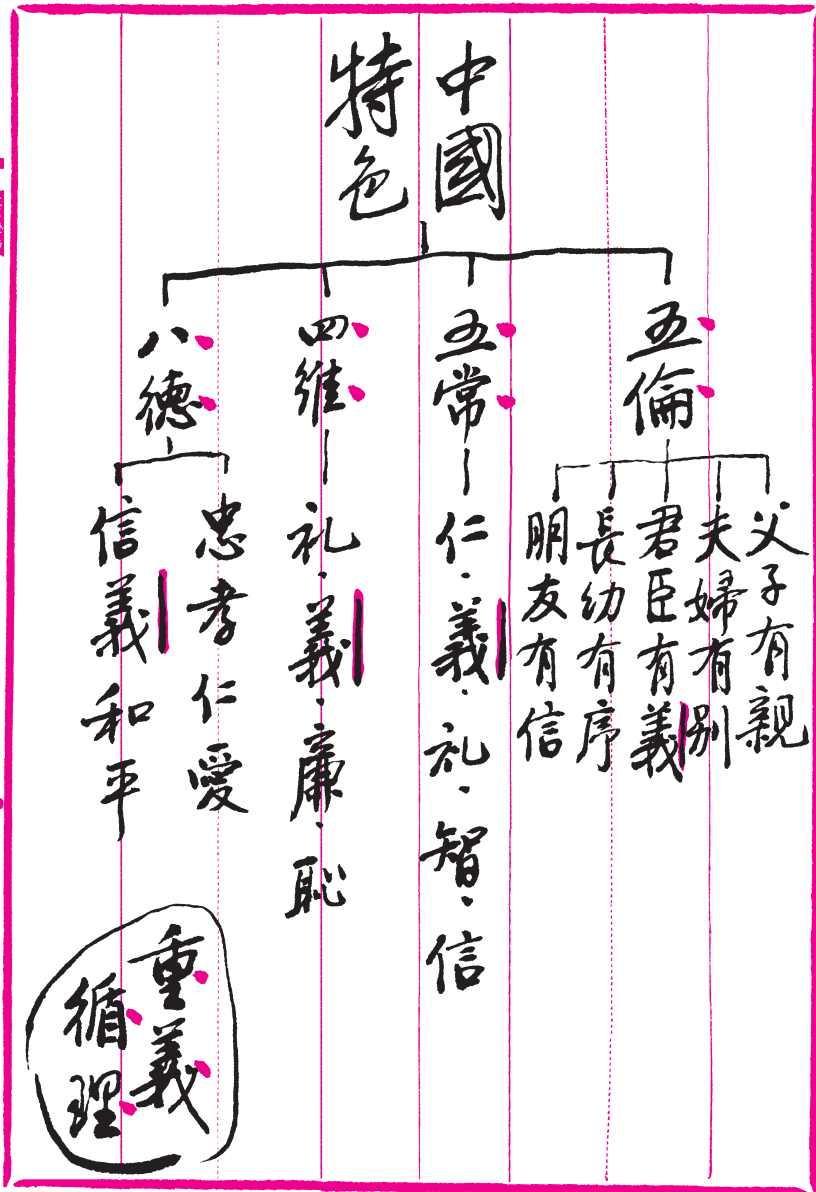 中國
特色
五倫
父子有親
夫婦有别
君臣有義
長幼有序
朋友有信
五常
仁·義·礼·智·信
四維
礼·義·廉·恥
八德
忠孝仁愛
信義和平
重義
循理